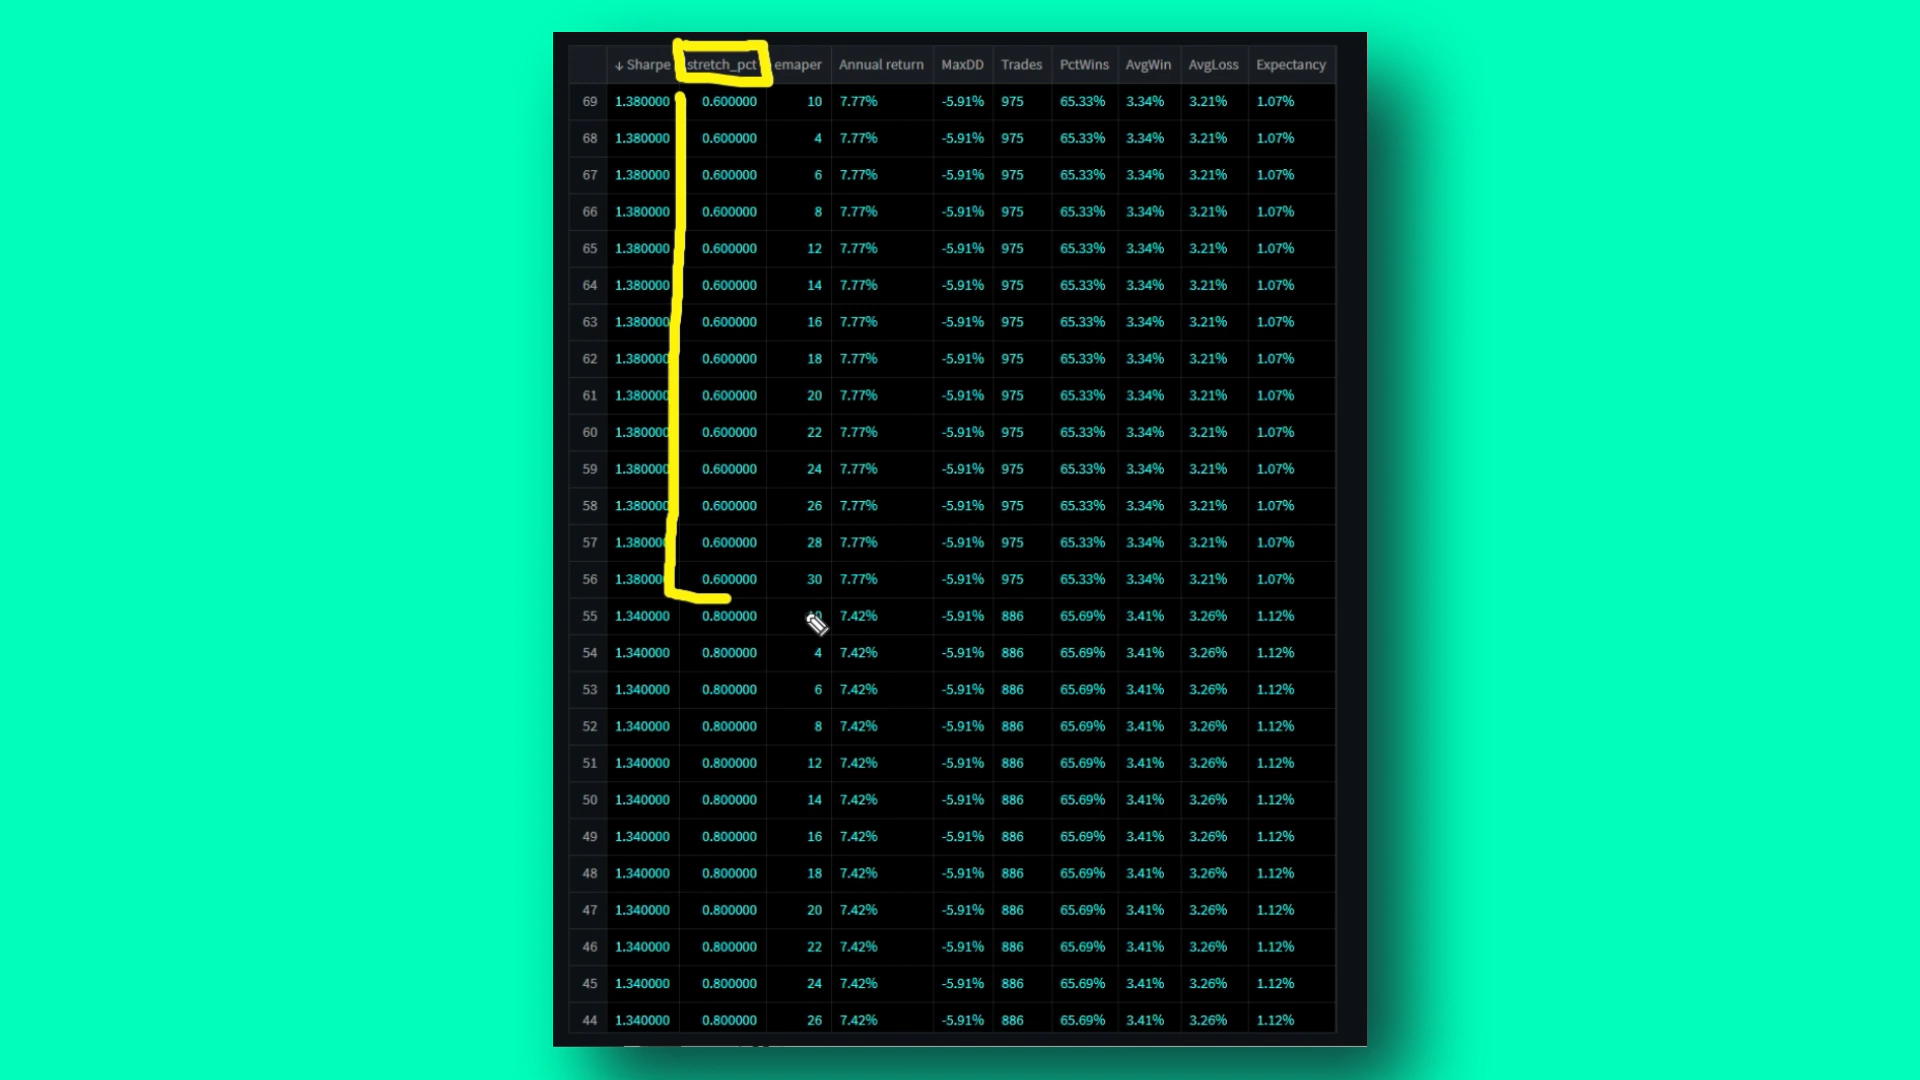 ↓ Sharpe stretch_pct emaper Annual return MaxDD Trades PctWins AvgWin AvgLoss Expectancy
69 1.380000 0.600000 10 7.77% -5.91% 975 65.33% 3.34% 3.21% 1.07%
68 1.380000 0.600000 4 7.77% -5.91% 975 65.33% 3.34% 3.21% 1.07%
67 1.380000 0.600000 6 7.77% -5.91% 975 65.33% 3.34% 3.21% 1.07%
66 1.380000 0.600000 8 7.77% -5.91% 975 65.33% 3.34% 3.21% 1.07%
65 1.380000 0.600000 12 7.77% -5.91% 975 65.33% 3.34% 3.21% 1.07%
64 1.380000 0.600000 14 7.77% -5.91% 975 65.33% 3.34% 3.21% 1.07%
63 1.380000 0.600000 16 7.77% -5.91% 975 65.33% 3.34% 3.21% 1.07%
62 1.380000 0.600000 18 7.77% -5.91% 975 65.33% 3.34% 3.21% 1.07%
61 1.380000 0.600000 20 7.77% -5.91% 975 65.33% 3.34% 3.21% 1.07%
60 1.380000 0.600000 22 7.77% -5.91% 975 65.33% 3.34% 3.21% 1.07%
59 1.380000 0.600000 24 7.77% -5.91% 975 65.33% 3.34% 3.21% 1.07%
58 1.380000 0.600000 26 7.77% -5.91% 975 65.33% 3.34% 3.21% 1.07%
57 1.380000 0.600000 28 7.77% -5.91% 975 65.33% 3.34% 3.21% 1.07%
56 1.380000 0.600000 30 7.77% -5.91% 975 65.33% 3.34% 3.21% 1.07%
55 1.340000 0.800000 7.42% -5.91% 886 65.69% 3.41% 3.26% 1.12%
54 1.340000 0.800000 4 7.42% -5.91% 886 65.69% 3.41% 3.26% 1.12%
53 1.340000 0.800000 6 7.42% -5.91% 886 65.69% 3.41% 3.26% 1.12%
52 1.340000 0.800000 8 7.42% -5.91% 886 65.69% 3.41% 3.26% 1.12%
51 1.340000 0.800000 12 7.42% -5.91% 886 65.69% 3.41% 3.26% 1.12%
50 1.340000 0.800000 14 7.42% -5.91% 886 65.69% 3.41% 3.26% 1.12%
49 1.340000 0.800000 16 7.42% -5.91% 886 65.69% 3.41% 3.26% 1.12%
48 1.340000 0.800000 18 7.42% -5.91% 886 65.69% 3.41% 3.26% 1.12%
47 1.340000 0.800000 20 7.42% -5.91% 886 65.69% 3.41% 3.26% 1.12%
46 1.340000 0.800000 22 7.42% -5.91% 886 65.69% 3.41% 3.26% 1.12%
45 1.340000 0.800000 24 7.42% -5.91% 886 65.69% 3.41% 3.26% 1.12%
44 1.340000 0.800000 26 7.42% -5.91% 886 65.69% 3.41% 3.26% 1.12%